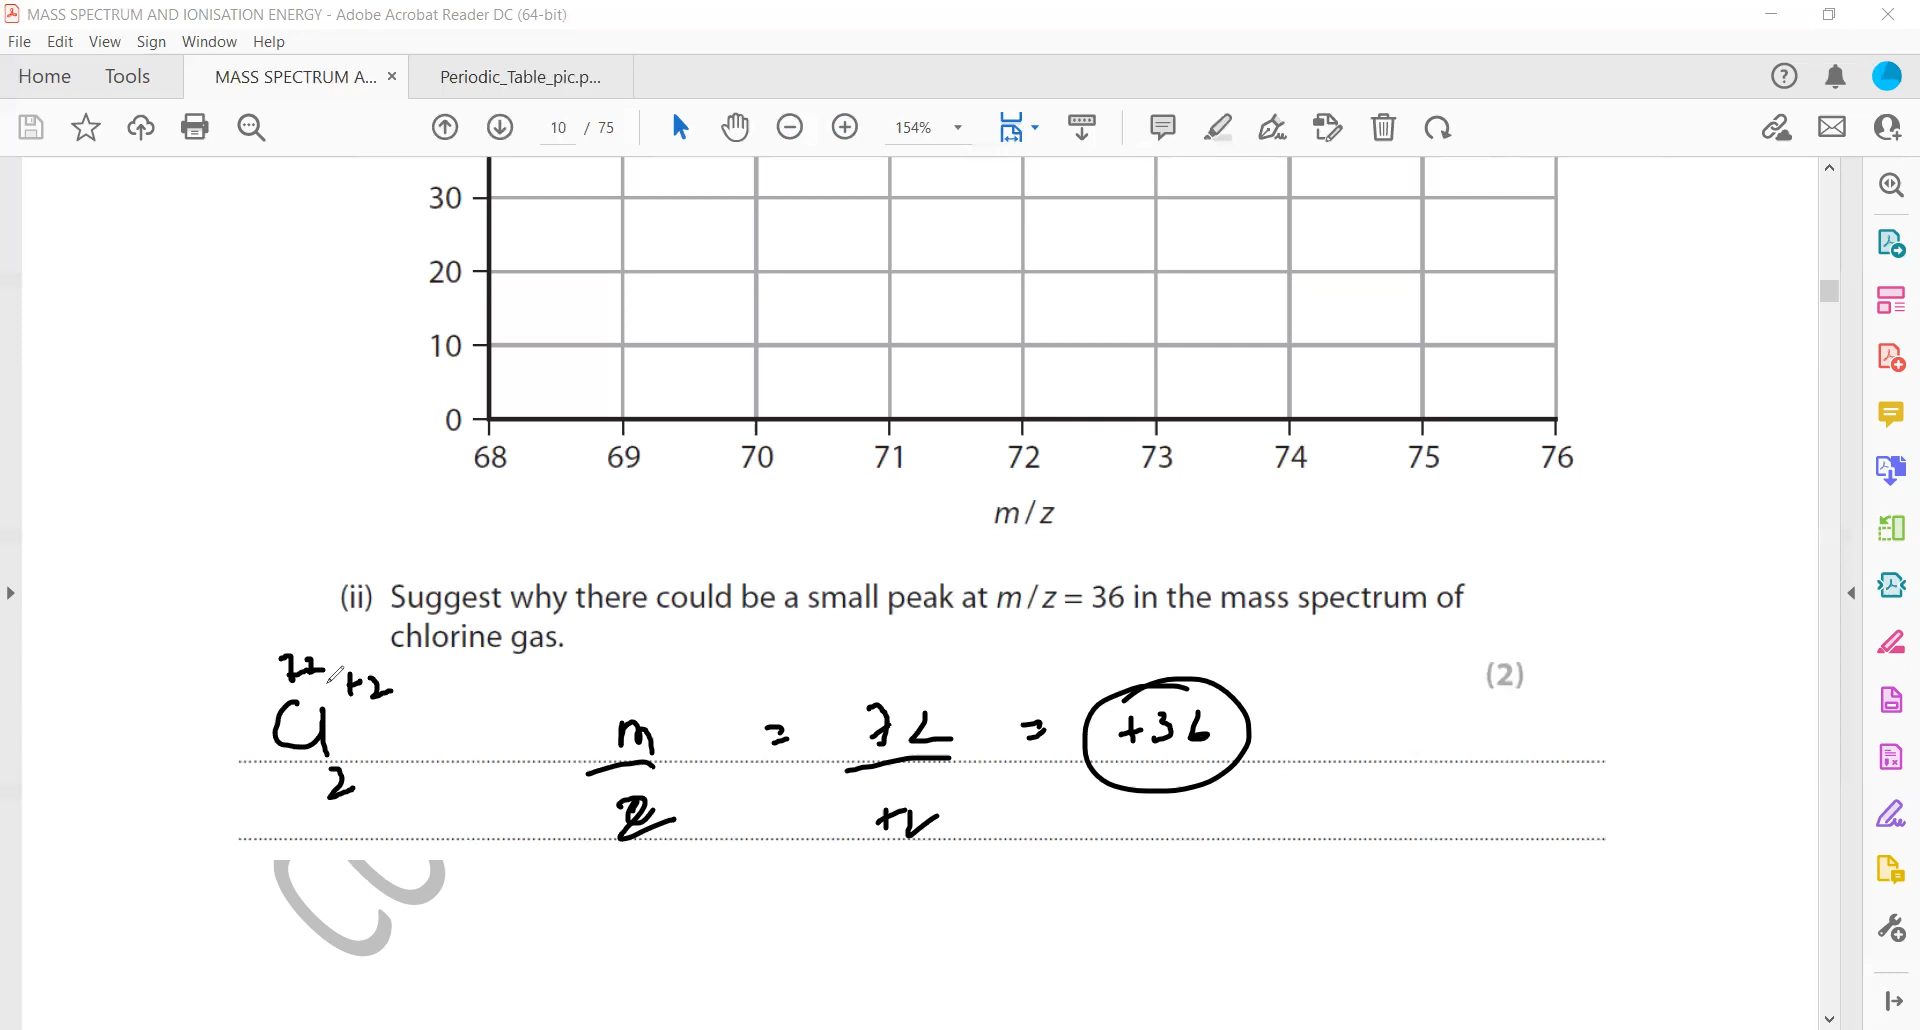 MASS SPECTRUM AND IONISATION ENERGY - Adobe Acrobat Reader DC (64-bit)
File Edit View Sign Window Help
Home Tools MASS SPECTRUM A... × Periodic_Table_pic.p...
10 / 75 154%
30
20
10
0
68 69 70 71 72 73 74 75 76
m/z
(ii) Suggest why there could be a small peak at m/z = 36 in the mass spectrum of
chlorine gas.
(2)
72 +2
Cl2 m = 72 = +36
z +2